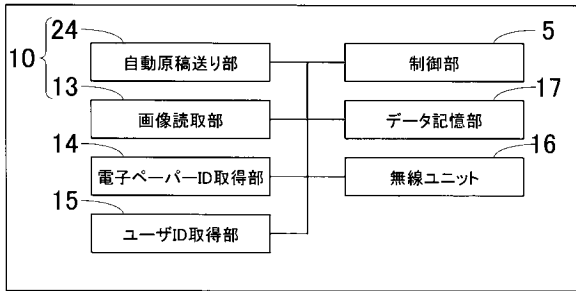 24
10
自動原稿送り部
13
画像読取部
14
電子ペーパーID取得部
15
ユーザID取得部
5
制御部
17
データ記憶部
16
無線ユニット